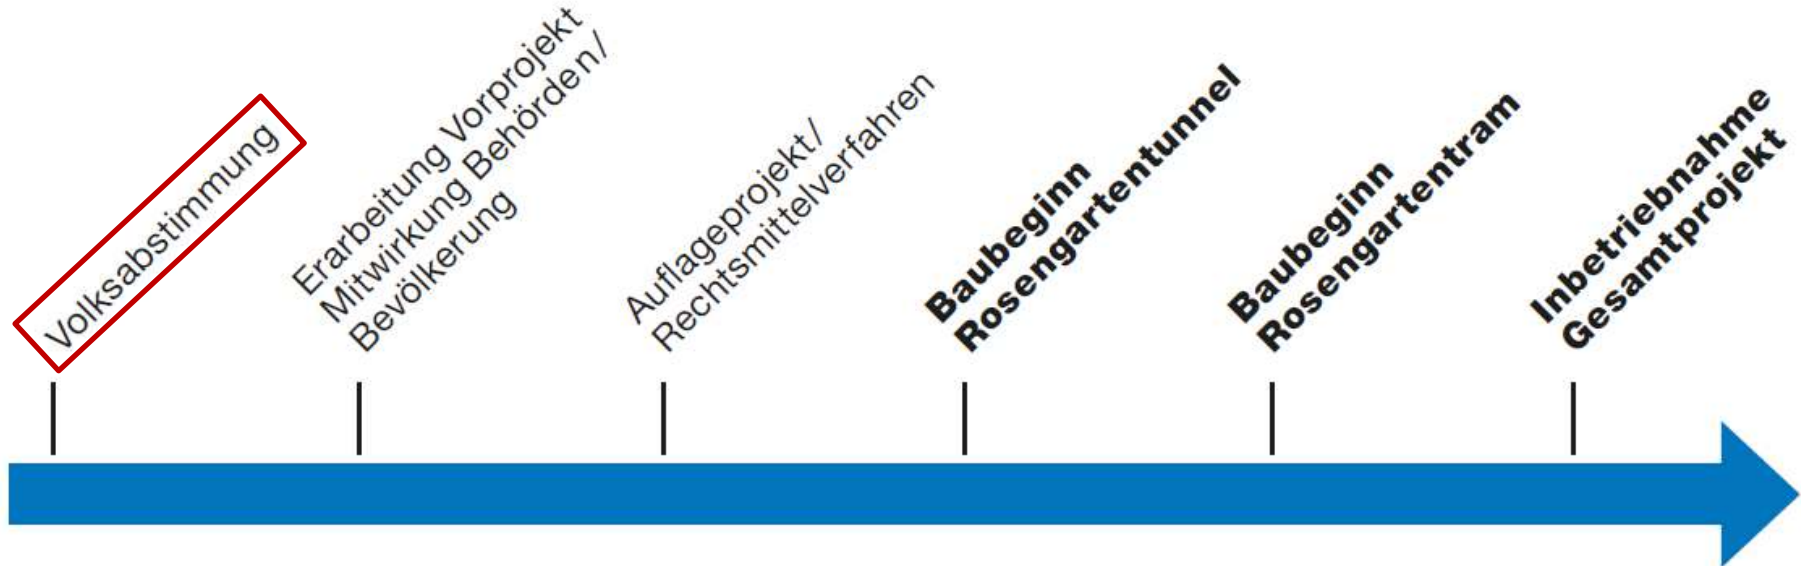 Volksabstimmung
Erarbeitung Vorprojekt
Mitwirkung Behörden/
Bevölkerung
Auflageprojekt/
Rechtsmittelverfahren
Baubeginn
Rosengartentunnel
Baubeginn
Rosengartentram
Inbetriebnahme
Gesamtprojekt